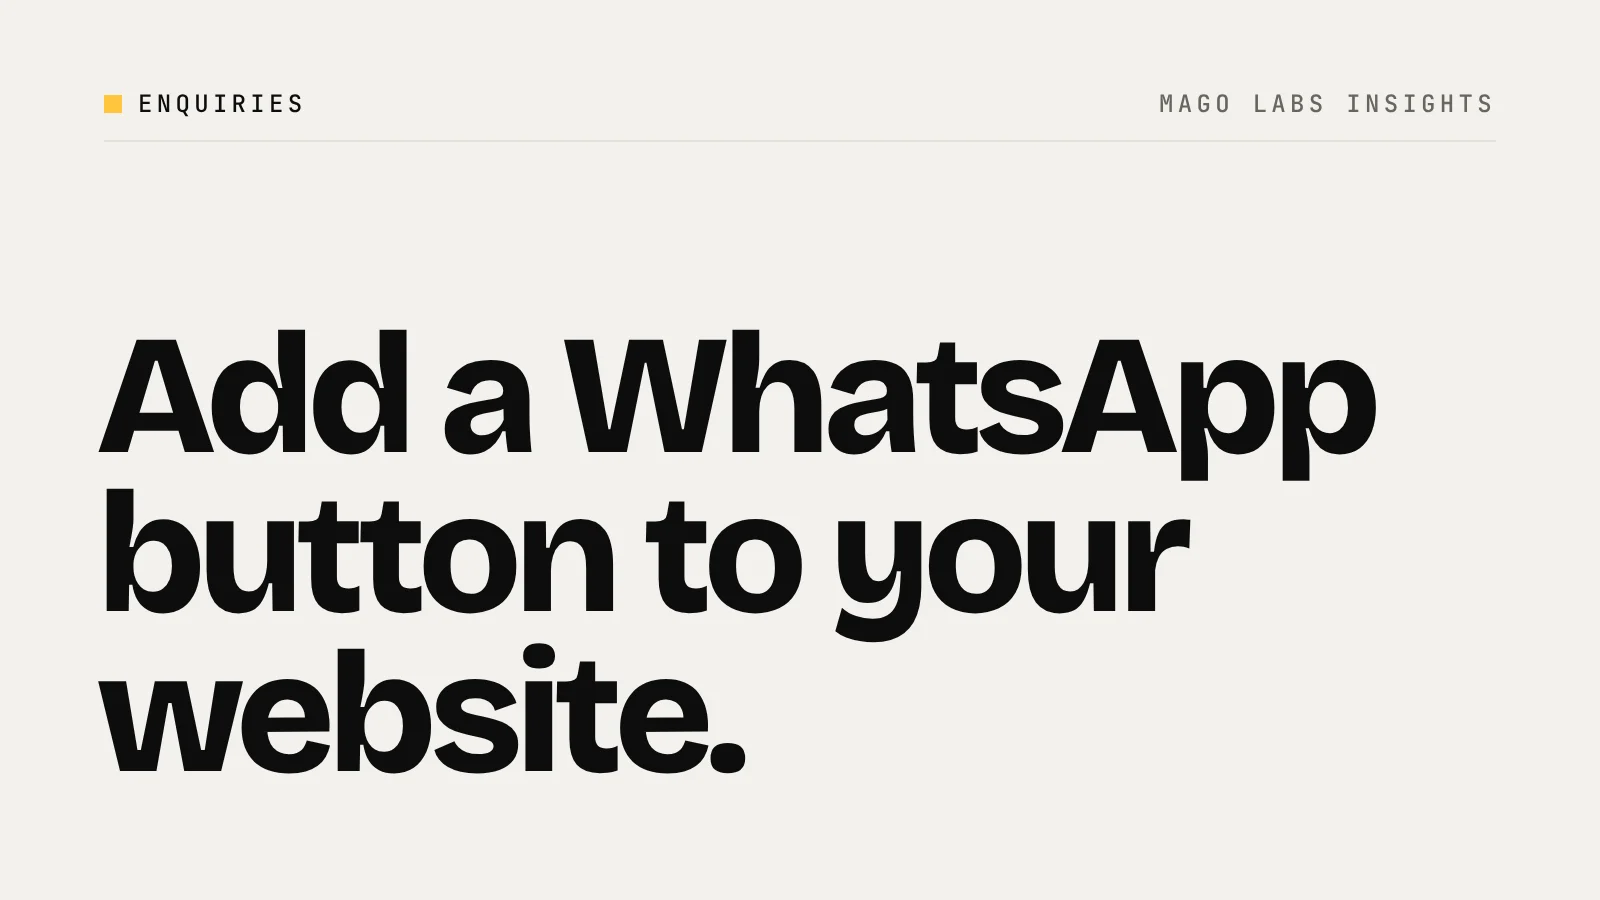 ENQUIRIES
MAGO LABS INSIGHTS
Add a WhatsApp
button to your
website.